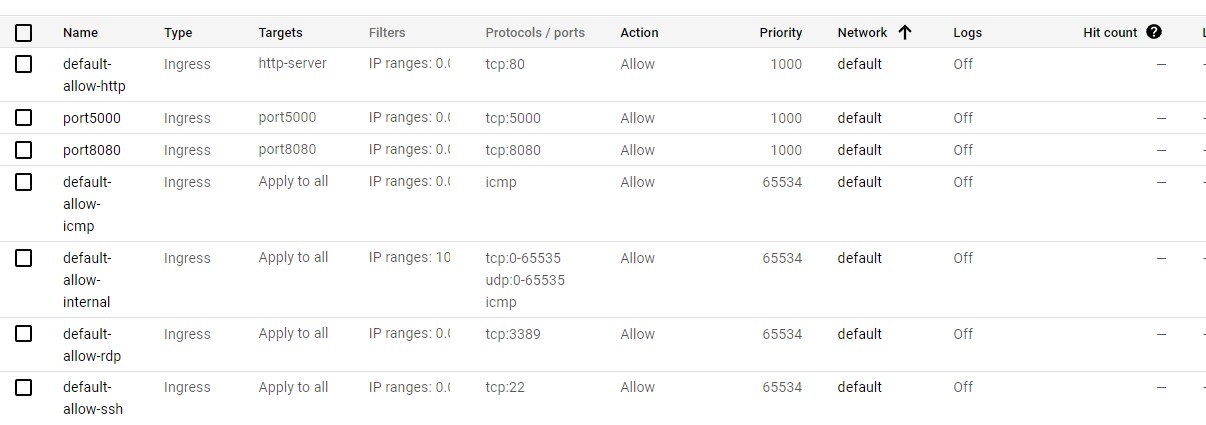 Name Type Targets Filters Protocols / ports Action Priority Network Logs Hit count
default-allow-http Ingress http-server IP ranges: 0.0 tcp:80 Allow 1000 default Off —
port5000 Ingress port5000 IP ranges: 0.0 tcp:5000 Allow 1000 default Off —
port8080 Ingress port8080 IP ranges: 0.0 tcp:8080 Allow 1000 default Off —
default-allow-icmp Ingress Apply to all IP ranges: 0.0 icmp Allow 65534 default Off —
default-allow-internal Ingress Apply to all IP ranges: 10 tcp:0-65535 udp:0-65535 icmp Allow 65534 default Off —
default-allow-rdp Ingress Apply to all IP ranges: 0.0 tcp:3389 Allow 65534 default Off —
default-allow-ssh Ingress Apply to all IP ranges: 0.0 tcp:22 Allow 65534 default Off —